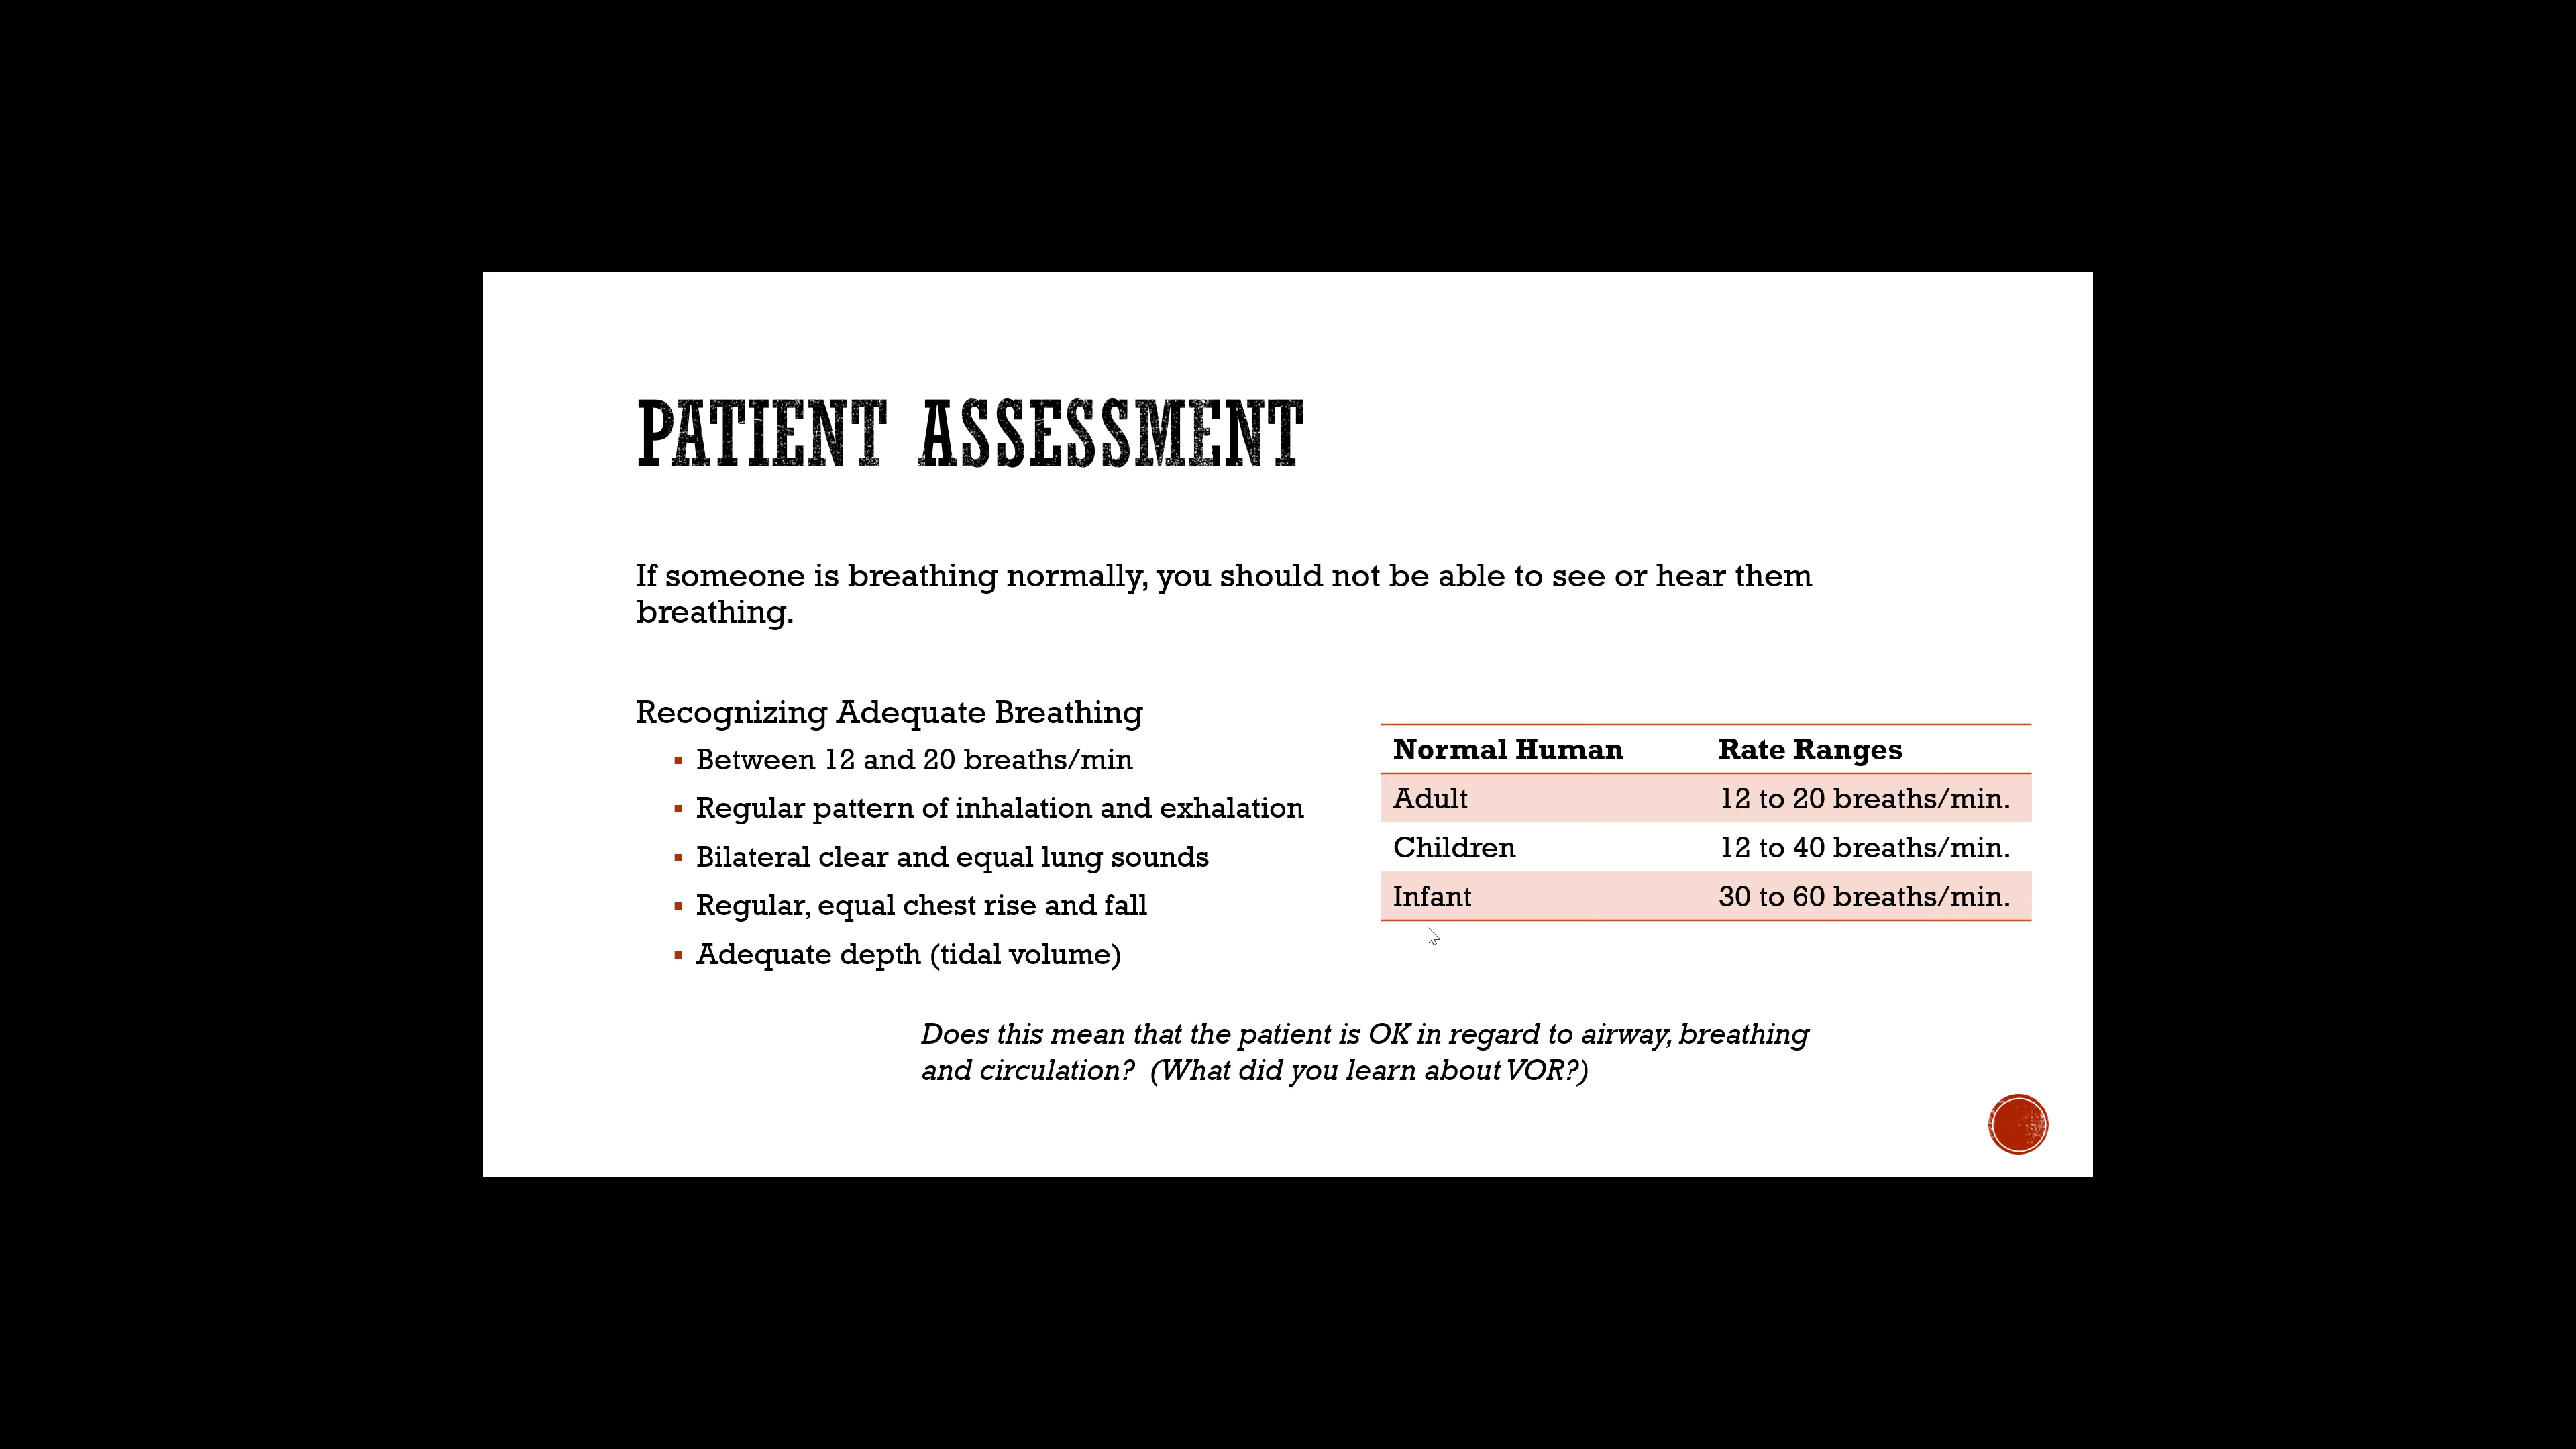 PATIENT ASSESSMENT
If someone is breathing normally, you should not be able to see or hear them
breathing.
Recognizing Adequate Breathing
▪ Between 12 and 20 breaths/min
▪ Regular pattern of inhalation and exhalation
▪ Bilateral clear and equal lung sounds
▪ Regular, equal chest rise and fall
▪ Adequate depth (tidal volume)
Normal Human Rate Ranges
Adult 12 to 20 breaths/min.
Children 12 to 40 breaths/min.
Infant 30 to 60 breaths/min.
Does this mean that the patient is OK in regard to airway, breathing
and circulation? (What did you learn about VOR?)